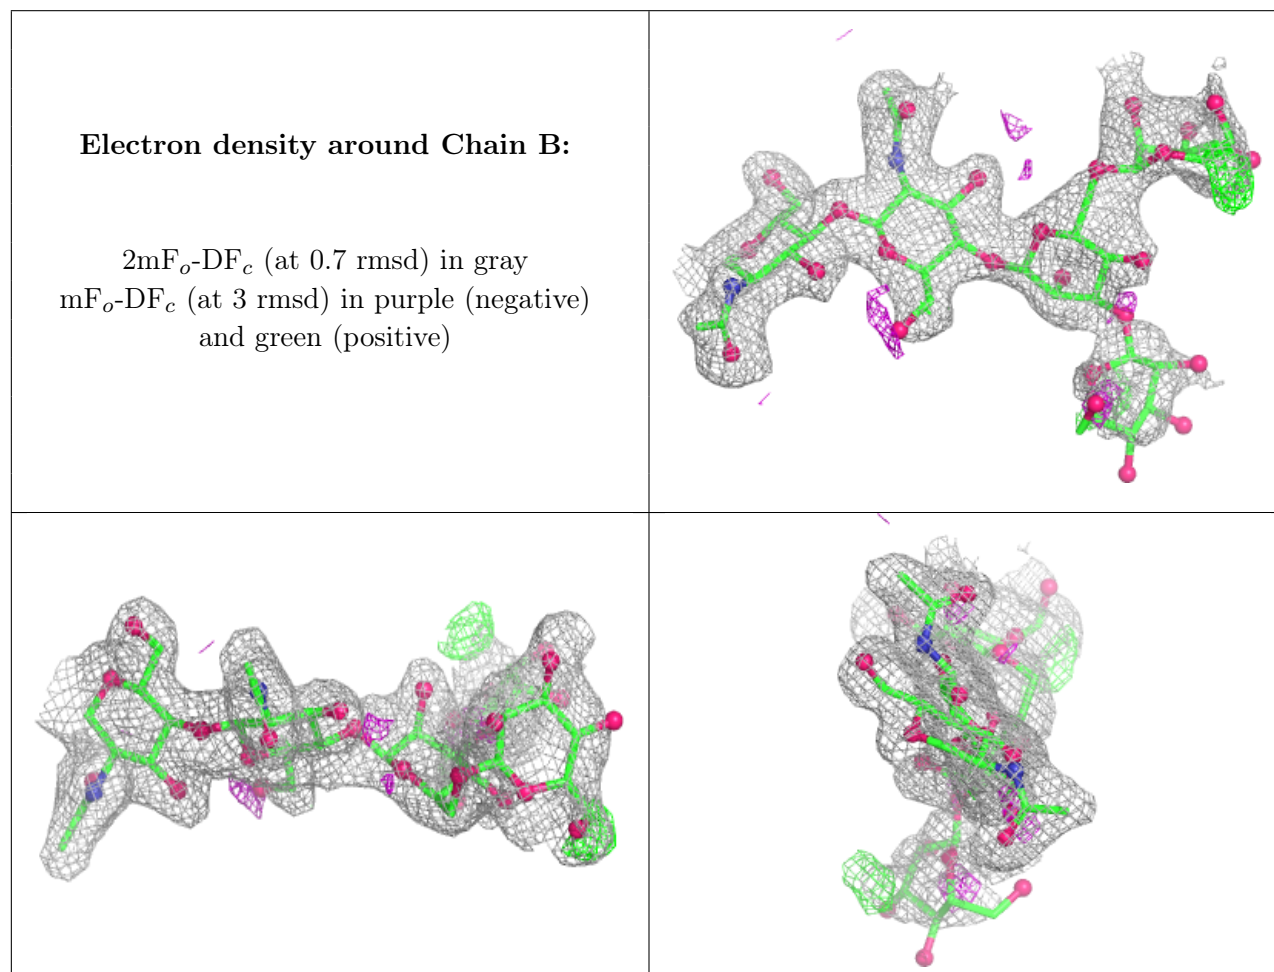 Electron density around Chain B:
2mF𝑜-DF𝑐 (at 0.7 rmsd) in gray
mF𝑜-DF𝑐 (at 3 rmsd) in purple (negative)
and green (positive)